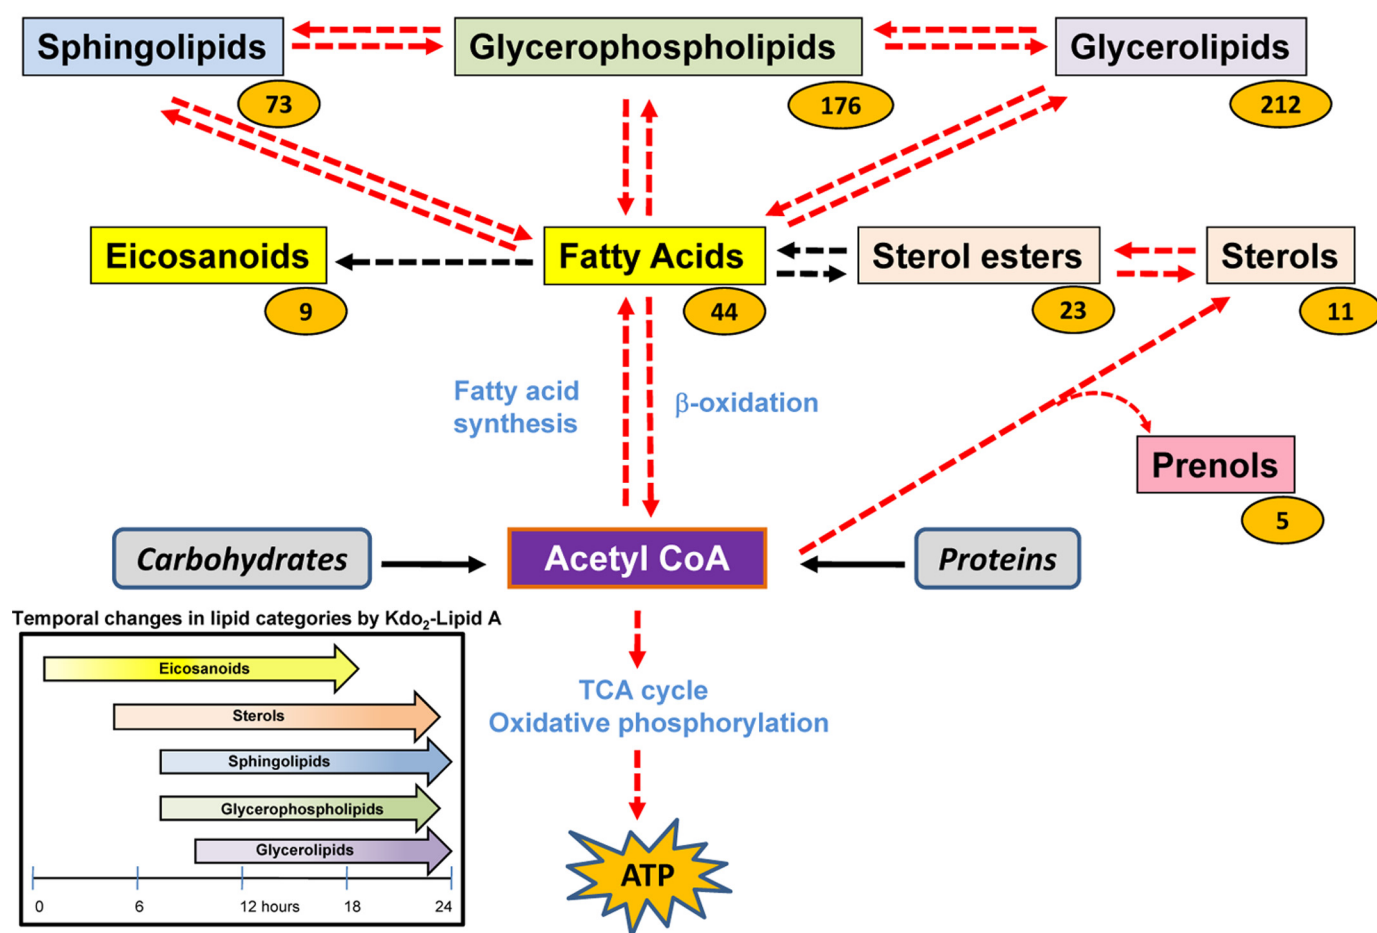 Sphingolipids
Glycerophospholipids
Glycerolipids
73
176
212
Eicosanoids
Fatty Acids
Sterol esters
Sterols
9
44
23
11
Fatty acid
synthesis
β-oxidation
Prenols
5
Carbohydrates
Acetyl CoA
Proteins
Temporal changes in lipid categories by Kdo₂-Lipid A
Eicosanoids
Sterols
Sphingolipids
Glycerophospholipids
Glycerolipids
0 6 12 hours 18 24
TCA cycle
Oxidative phosphorylation
ATP